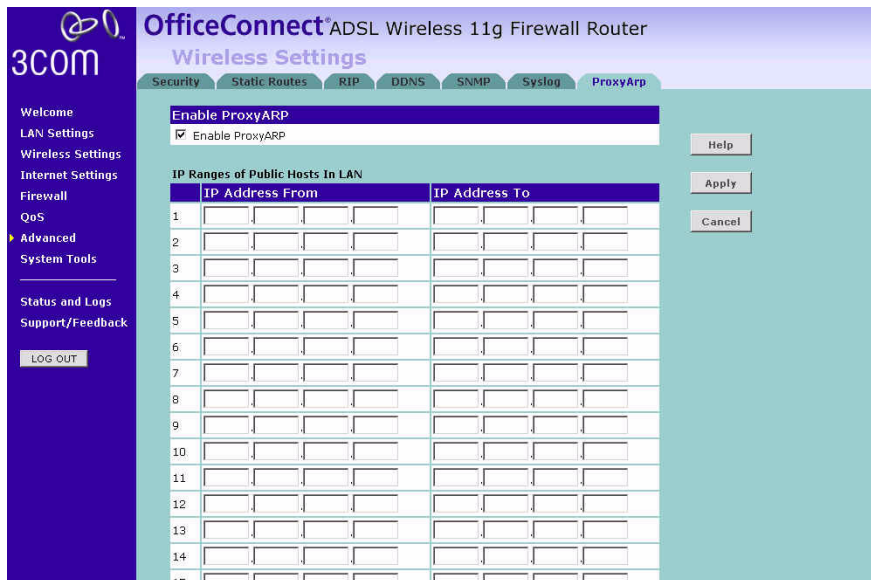 3COM
OfficeConnect® ADSL Wireless 11g Firewall Router
Wireless Settings
Security Static Routes RIP DDNS SNMP Syslog ProxyArp
Welcome
LAN Settings
Wireless Settings
Internet Settings
Firewall
QoS
Advanced
System Tools
Status and Logs
Support/Feedback
LOG OUT
Enable ProxyARP
Enable ProxyARP
IP Ranges of Public Hosts In LAN
IP Address From IP Address To
1 . . . . . .
2 . . . . . .
3 . . . . . .
4 . . . . . .
5 . . . . . .
6 . . . . . .
7 . . . . . .
8 . . . . . .
9 . . . . . .
10 . . . . . .
11 . . . . . .
12 . . . . . .
13 . . . . . .
14 . . . . . .
Help
Apply
Cancel